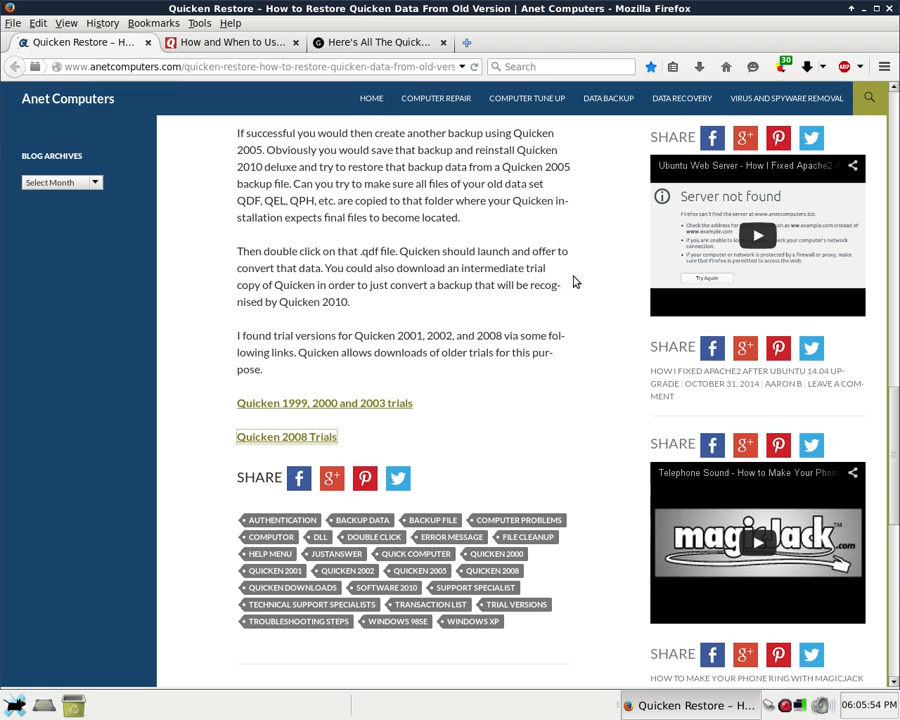 Quicken Restore – How to Restore Quicken Data From Old Version | Anet Computers - Mozilla Firefox
File Edit View History Bookmarks Tools Help
Quicken Restore – H... How and When to Us... Here's All The Quick...
www.anetcomputers.com/quicken-restore-how-to-restore-quicken-data-from-old-vers
Search
30
ABP
Anet Computers
HOME COMPUTER REPAIR COMPUTER TUNE UP DATA BACKUP DATA RECOVERY VIRUS AND SPYWARE REMOVAL
BLOG ARCHIVES
Select Month
If successful you would then create another backup using Quicken
2005. Obviously you would save that backup and reinstall Quicken
2010 deluxe and try to restore that backup data from a Quicken 2005
backup file. Can you try to make sure all files of your old data set
QDF, QEL, QPH, etc. are copied to that folder where your Quicken in-
stallation expects final files to become located.
Then double click on that .qdf file. Quicken should launch and offer to
convert that data. You could also download an intermediate trial
copy of Quicken in order to just convert a backup that will be recog-
nised by Quicken 2010.
I found trial versions for Quicken 2001, 2002, and 2008 via some fol-
lowing links. Quicken allows downloads of older trials for this pur-
pose.
Quicken 1999, 2000 and 2003 trials
Quicken 2008 Trials
SHARE
AUTHENTICATION BACKUP DATA BACKUP FILE COMPUTER PROBLEMS
COMPUTOR DLL DOUBLE CLICK ERROR MESSAGE FILE CLEANUP
HELP MENU JUSTANSWER QUICK COMPUTER QUICKEN 2000
QUICKEN 2001 QUICKEN 2002 QUICKEN 2005 QUICKEN 2008
QUICKEN DOWNLOADS SOFTWARE 2010 SUPPORT SPECIALIST
TECHNICAL SUPPORT SPECIALISTS TRANSACTION LIST TRIAL VERSIONS
TROUBLESHOOTING STEPS WINDOWS 98SE WINDOWS XP
SHARE
Ubuntu Web Server - How I Fixed Apache2
Server not found
Firefox can't find the server at www.anetcomputers.biz.
Try Again
SHARE
HOW I FIXED APACHE2 AFTER UBUNTU 14.04 UP-
GRADE | OCTOBER 31, 2014 | AARON B | LEAVE A COM-
MENT
SHARE
Telephone Sound - How to Make Your Phon
magicJack.com
SHARE
HOW TO MAKE YOUR PHONE RING WITH MAGICJACK
Quicken Restore – H...
06:05:54 PM